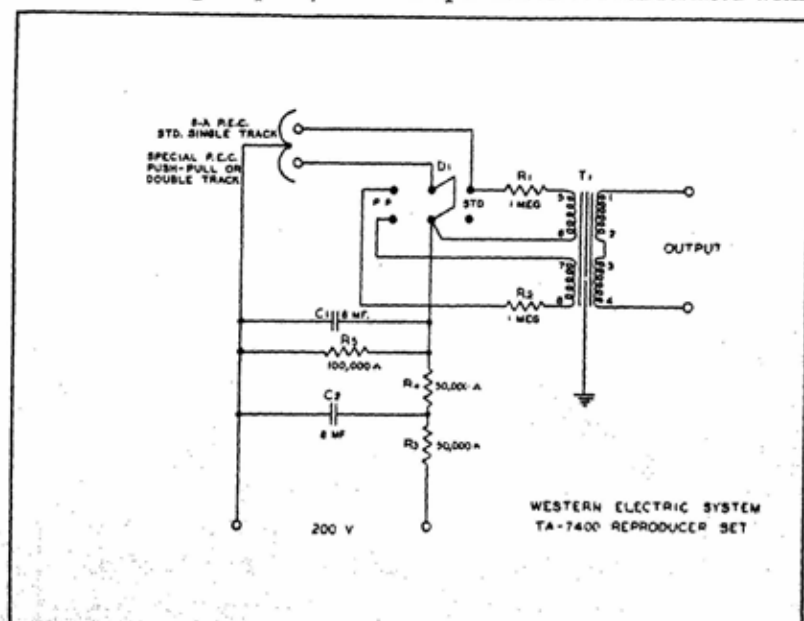 3-A P.E.C.
STD. SINGLE TRACK
SPECIAL P.E.C.
PUSH-PULL OR
DOUBLE TRACK
D1
P P
STD
R1
1 MEG
T1
5
1
6
2
7
3
8
4
OUTPUT
R2
1 MEG
C1 8 MF.
R5
100,000 Ω
R4 50,000 Ω
C2
8 MF
R3 50,000 Ω
200 V
WESTERN ELECTRIC SYSTEM
TA-7400 REPRODUCER SET